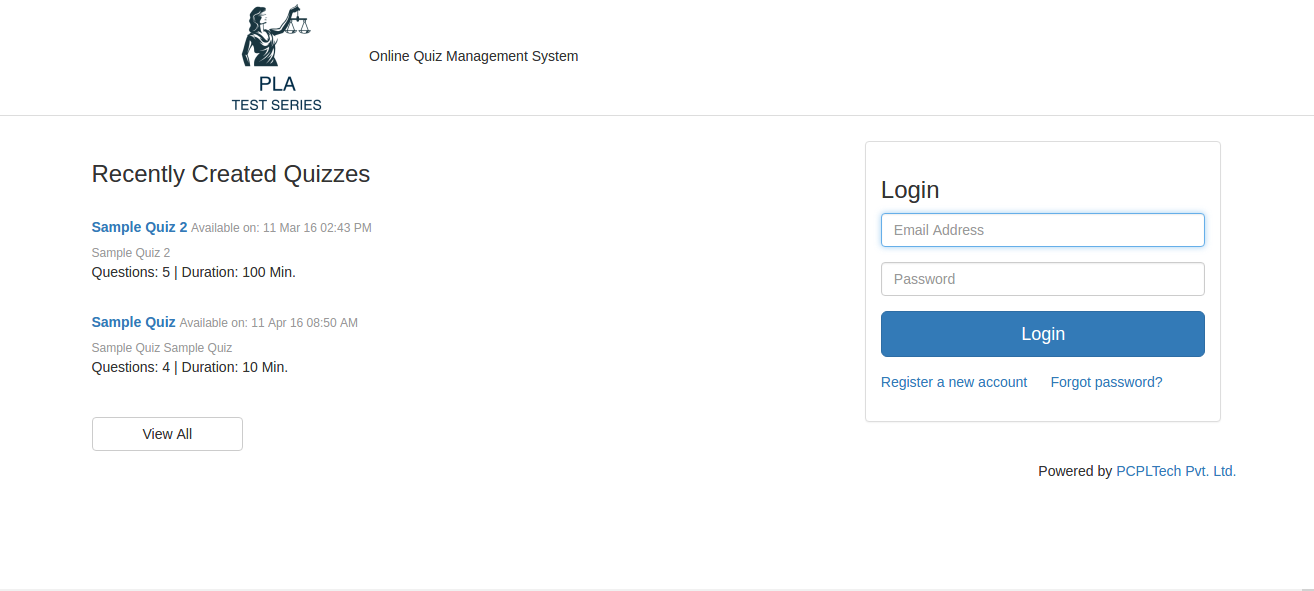 PLA
TEST SERIES
Online Quiz Management System
Recently Created Quizzes
Sample Quiz 2 Available on: 11 Mar 16 02:43 PM
Sample Quiz 2
Questions: 5 | Duration: 100 Min.
Sample Quiz Available on: 11 Apr 16 08:50 AM
Sample Quiz Sample Quiz
Questions: 4 | Duration: 10 Min.
View All
Login
Email Address
Password
Login
Register a new account Forgot password?
Powered by PCPLTech Pvt. Ltd.